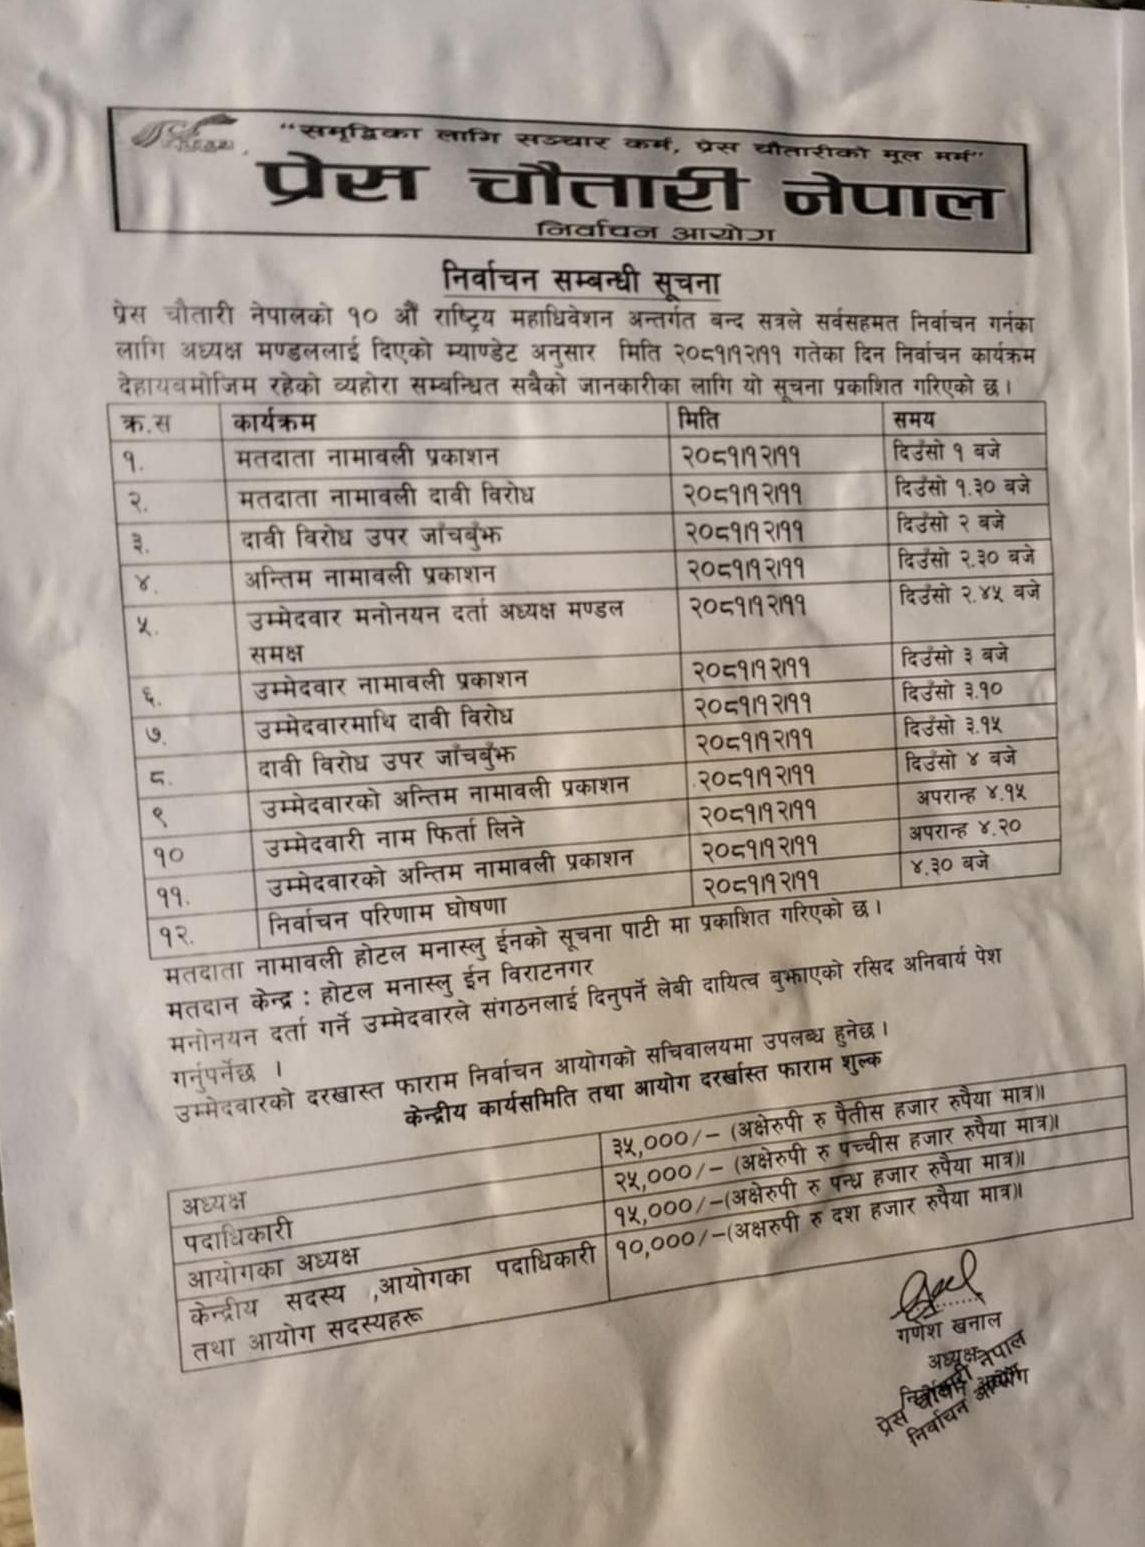 "समृद्धिका लागि सञ्चार कर्म, प्रेस चौतारीको मूल मर्म"
प्रेस चौतारी नेपाल
निर्वाचन आयोग
निर्वाचन सम्बन्धी सूचना
प्रेस चौतारी नेपालको १० औं राष्ट्रिय महाधिवेशन अन्तर्गत बन्द सत्रले सर्वसहमत निर्वाचन गर्नका
लागि अध्यक्ष मण्डललाई दिएको म्याण्डेट अनुसार मिति २०८१।१२।११ गतेका दिन निर्वाचन कार्यक्रम
देहायबमोजिम रहेको व्यहोरा सम्बन्धित सबैको जानकारीका लागि यो सूचना प्रकाशित गरिएको छ।
क्र.स कार्यक्रम मिति समय
१. मतदाता नामावली प्रकाशन २०८१।१२।११ दिउँसो १ बजे
२. मतदाता नामावली दावी विरोध २०८१।१२।११ दिउँसो १.३० बजे
३. दावी विरोध उपर जाँचबुँझ २०८१।१२।११ दिउँसो २ बजे
४. अन्तिम नामावली प्रकाशन २०८१।१२।११ दिउँसो २.३० बजे
५. उम्मेदवार मनोनयन दर्ता अध्यक्ष मण्डल २०८१।१२।११ दिउँसो २.४५ बजे
समक्ष
६. उम्मेदवार नामावली प्रकाशन २०८१।१२।११ दिउँसो ३ बजे
७. उम्मेदवारमाथि दावी विरोध २०८१।१२।११ दिउँसो ३.१०
८. दावी विरोध उपर जाँचबुँझ २०८१।१२।११ दिउँसो ३.१५
९ उम्मेदवारको अन्तिम नामावली प्रकाशन २०८१।१२।११ दिउँसो ४ बजे
१० उम्मेदवारी नाम फिर्ता लिने २०८१।१२।११ अपरान्ह ४.१५
११. उम्मेदवारको अन्तिम नामावली प्रकाशन २०८१।१२।११ अपरान्ह ४.२०
१२. निर्वाचन परिणाम घोषणा २०८१।१२।११ ४.३० बजे
मतदाता नामावली होटल मनास्लु ईनको सूचना पाटी मा प्रकाशित गरिएको छ।
मतदान केन्द्र : होटल मनास्लु ईन विराटनगर
मनोनयन दर्ता गर्ने उम्मेदवारले संगठनलाई दिनुपर्ने लेबी दायित्व बुझाएको रसिद अनिवार्य पेश
गर्नुपर्नेछ ।
उम्मेदवारको दरखास्त फाराम निर्वाचन आयोगको सचिवालयमा उपलब्ध हुनेछ।
केन्द्रीय कार्यसमिति तथा आयोग दरर्खास्त फाराम शुल्क
अध्यक्ष ३५,०००/- (अक्षेरुपी रु पैतीस हजार रुपैया मात्र)॥
पदाधिकारी २५,०००/- (अक्षेरुपी रु पच्चीस हजार रुपैया मात्र)॥
आयोगका अध्यक्ष १५,०००/-(अक्षेरुपी रु पन्ध्र हजार रुपैया मात्र)॥
केन्द्रीय सदस्य ,आयोगका पदाधिकारी १०,०००/-(अक्षरुपी रु दश हजार रुपैया मात्र)॥
तथा आयोग सदस्यहरू
गणेश खनाल
अध्यक्ष
निर्वाचन आयोग
प्रेस चौतारी नेपाल
निर्वाचन आयोग